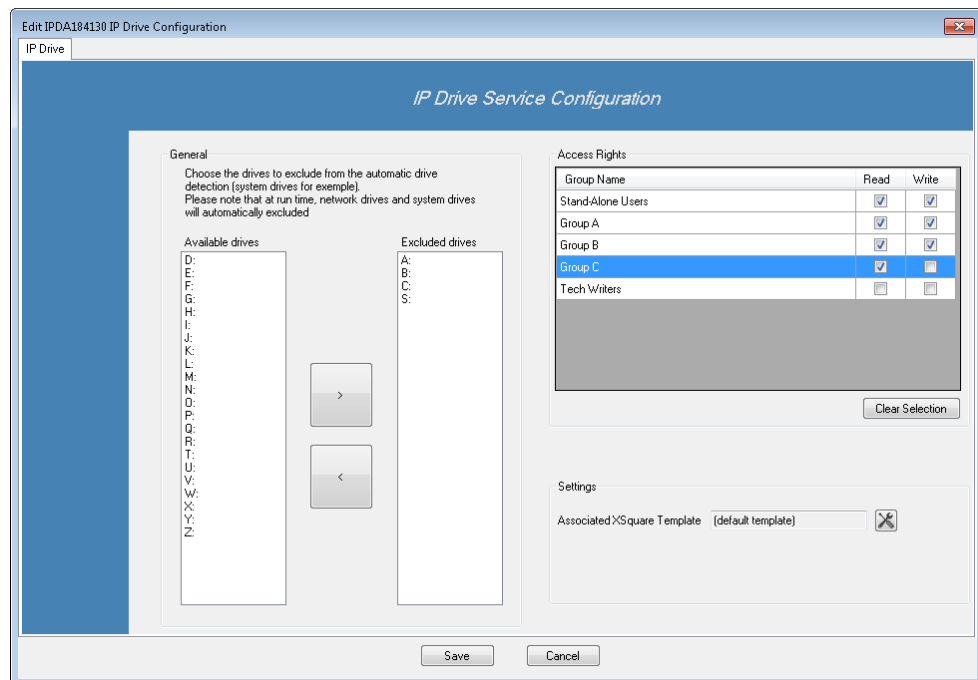 Edit IPDA184130 IP Drive Configuration
IP Drive
IP Drive Service Configuration
General
Choose the drives to exclude from the automatic drive
detection (system drives for exemple).
Please note that at run time, network drives and system drives
will automatically excluded
Available drives
D:
E:
F:
G:
H:
I:
J:
K:
L:
M:
N:
O:
P:
Q:
R:
T:
U:
V:
W:
X:
Y:
Z:
>
<
Excluded drives
A:
B:
C:
S:
Access Rights
Group Name Read Write
Stand-Alone Users
Group A
Group B
Group C
Tech Writers
Clear Selection
Settings
Associated XSquare Template (default template)
Save Cancel